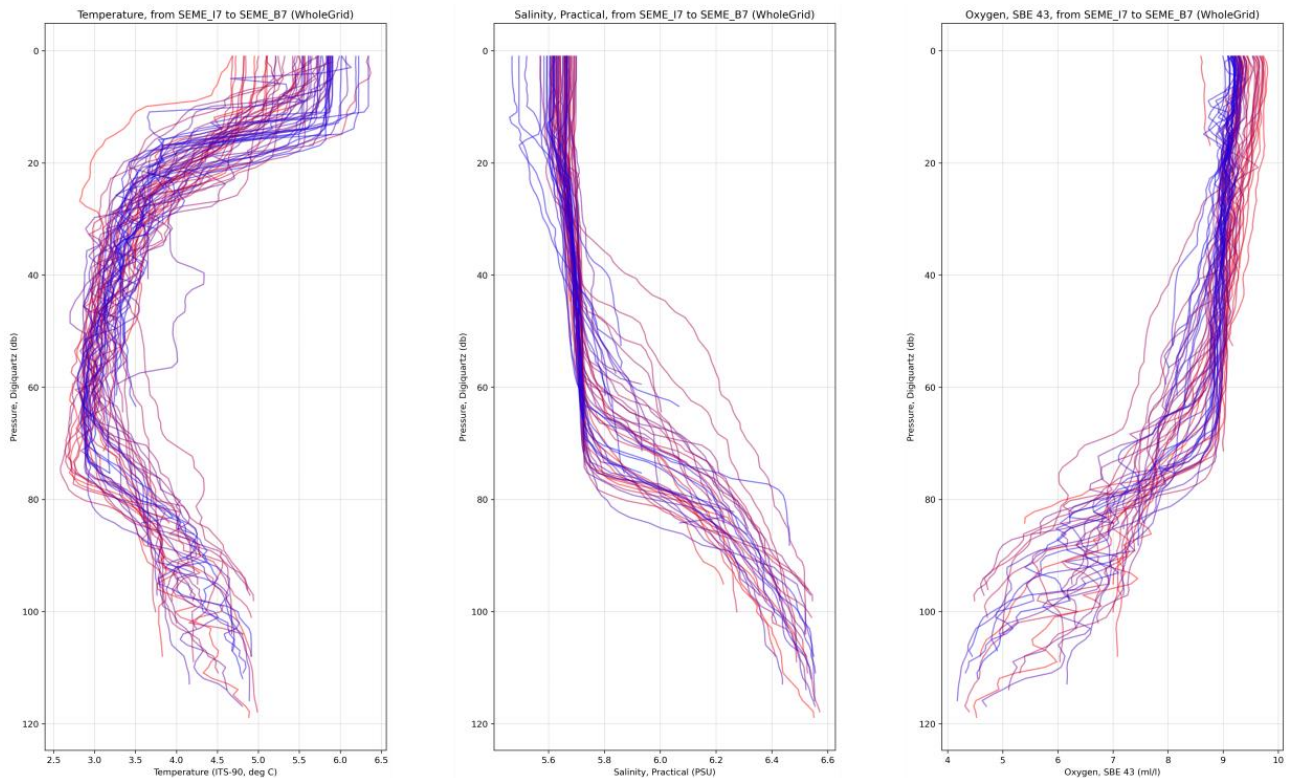 Temperature, from SEME_I7 to SEME_B7 (WholeGrid)
0
20
40
60
80
100
120
Pressure, Digiquartz (db)
2.5 3.0 3.5 4.0 4.5 5.0 5.5 6.0 6.5
Temperature (ITS-90, deg C)
Salinity, Practical, from SEME_I7 to SEME_B7 (WholeGrid)
0
20
40
60
80
100
120
Pressure, Digiquartz (db)
5.6 5.8 6.0 6.2 6.4 6.6
Salinity, Practical (PSU)
Oxygen, SBE 43, from SEME_I7 to SEME_B7 (WholeGrid)
0
20
40
60
80
100
120
Pressure, Digiquartz (db)
4 5 6 7 8 9 10
Oxygen, SBE 43 (ml/l)